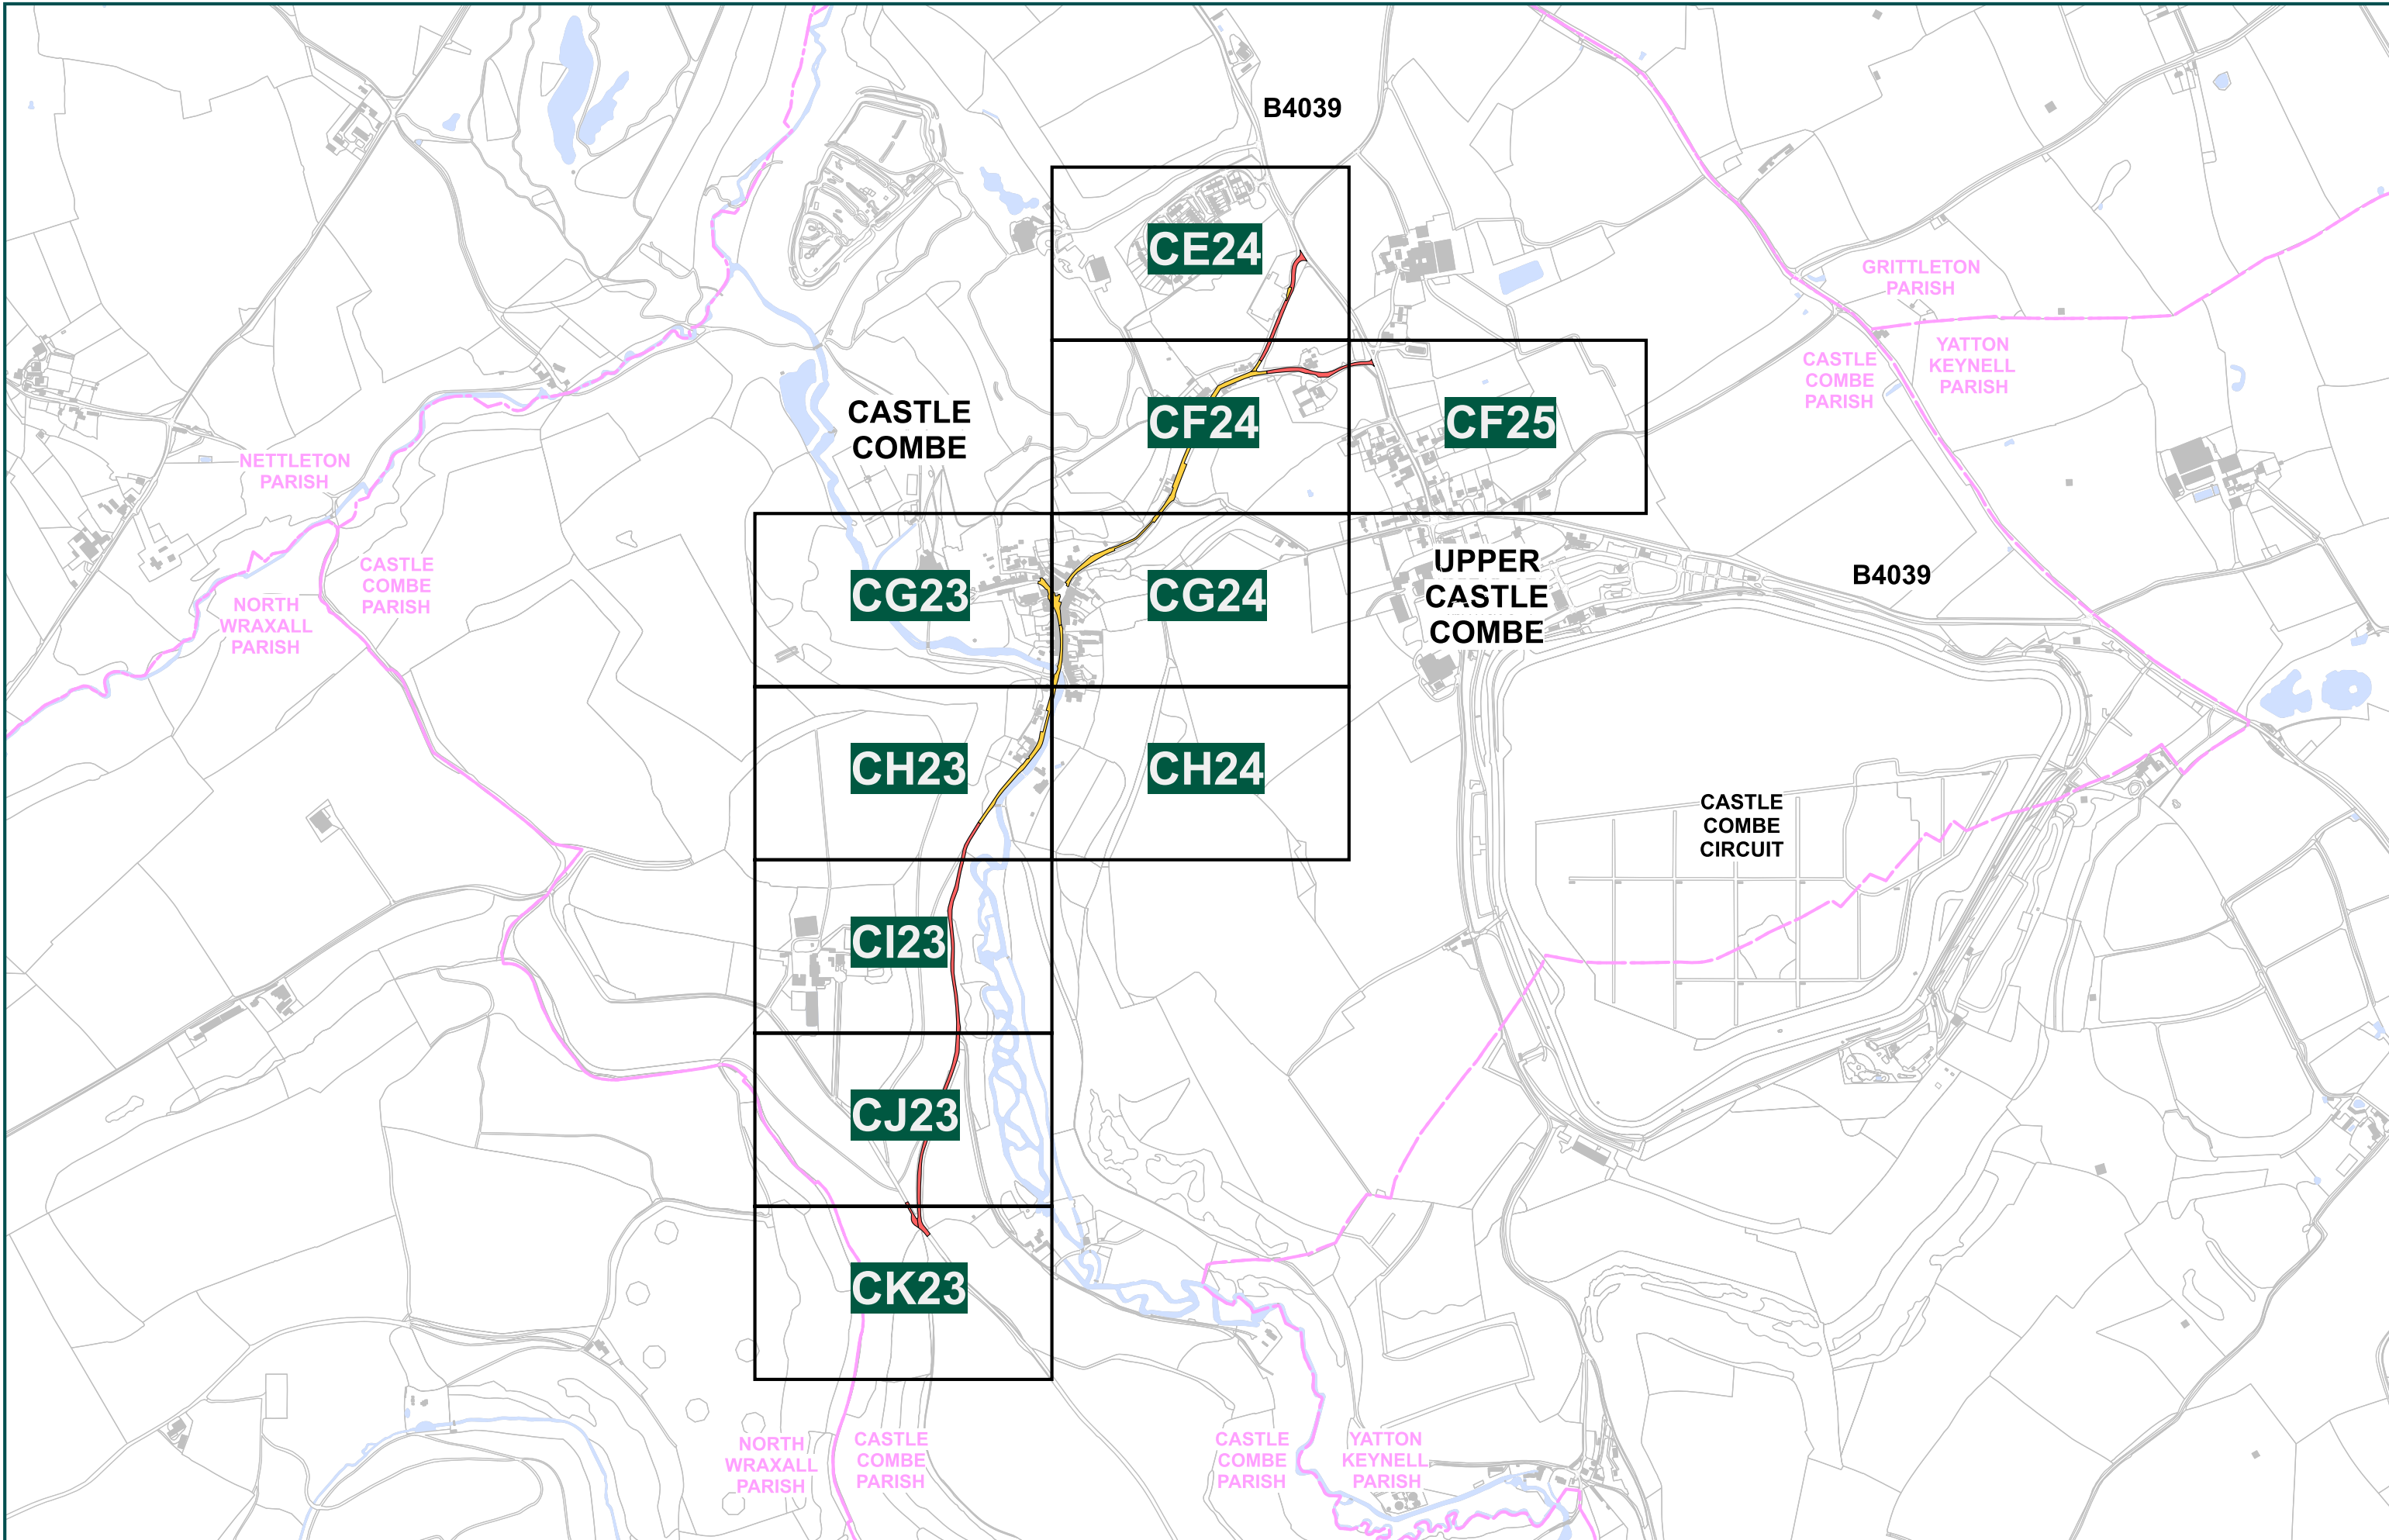 B4039
CE24
GRITTLETON
PARISH
CASTLE
COMBE
PARISH
YATTON
KEYNELL
PARISH
CASTLE
COMBE
CF24
CF25
NETTLETON
PARISH
CASTLE
COMBE
PARISH
NORTH
WRAXALL
PARISH
CG23
CG24
UPPER
CASTLE
COMBE
B4039
CH23
CH24
CASTLE
COMBE
CIRCUIT
CI23
CJ23
CK23
NORTH
WRAXALL
PARISH
CASTLE
COMBE
PARISH
CASTLE
COMBE
PARISH
YATTON
KEYNELL
PARISH